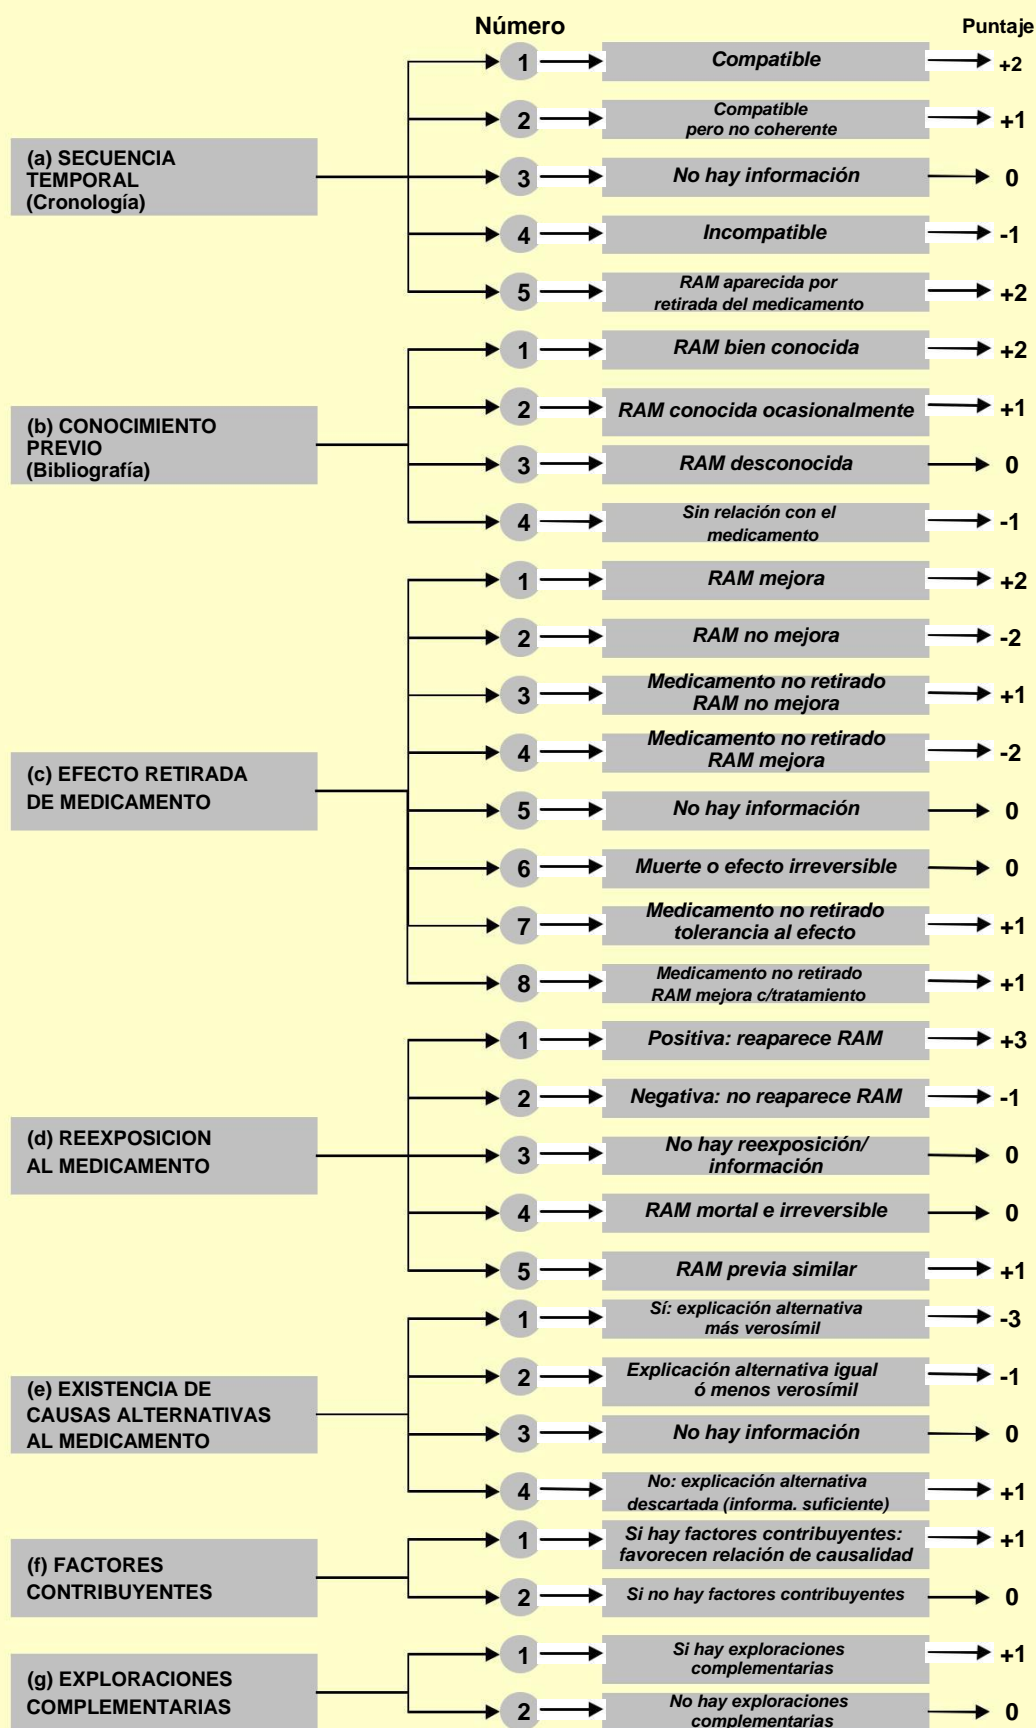 Número
Puntaje
(a) SECUENCIA
TEMPORAL
(Cronología)
1
Compatible
+2
2
Compatible
pero no coherente
+1
3
No hay información
0
4
Incompatible
-1
5
RAM aparecida por
retirada del medicamento
+2
(b) CONOCIMIENTO
PREVIO
(Bibliografía)
1
RAM bien conocida
+2
2
RAM conocida ocasionalmente
+1
3
RAM desconocida
0
4
Sin relación con el
medicamento
-1
(c) EFECTO RETIRADA
DE MEDICAMENTO
1
RAM mejora
+2
2
RAM no mejora
-2
3
Medicamento no retirado
RAM no mejora
+1
4
Medicamento no retirado
RAM mejora
-2
5
No hay información
0
6
Muerte o efecto irreversible
0
7
Medicamento no retirado
tolerancia al efecto
+1
8
Medicamento no retirado
RAM mejora c/tratamiento
+1
(d) REEXPOSICION
AL MEDICAMENTO
1
Positiva: reaparece RAM
+3
2
Negativa: no reaparece RAM
-1
3
No hay reexposición/
información
0
4
RAM mortal e irreversible
0
5
RAM previa similar
+1
(e) EXISTENCIA DE
CAUSAS ALTERNATIVAS
AL MEDICAMENTO
1
Sí: explicación alternativa
más verosímil
-3
2
Explicación alternativa igual
ó menos verosímil
-1
3
No hay información
0
4
No: explicación alternativa
descartada (informa. suficiente)
+1
(f) FACTORES
CONTRIBUYENTES
1
Si hay factores contribuyentes:
favorecen relación de causalidad
+1
2
Si no hay factores contribuyentes
0
(g) EXPLORACIONES
COMPLEMENTARIAS
1
Si hay exploraciones
complementarias
+1
2
No hay exploraciones
complementarias
0